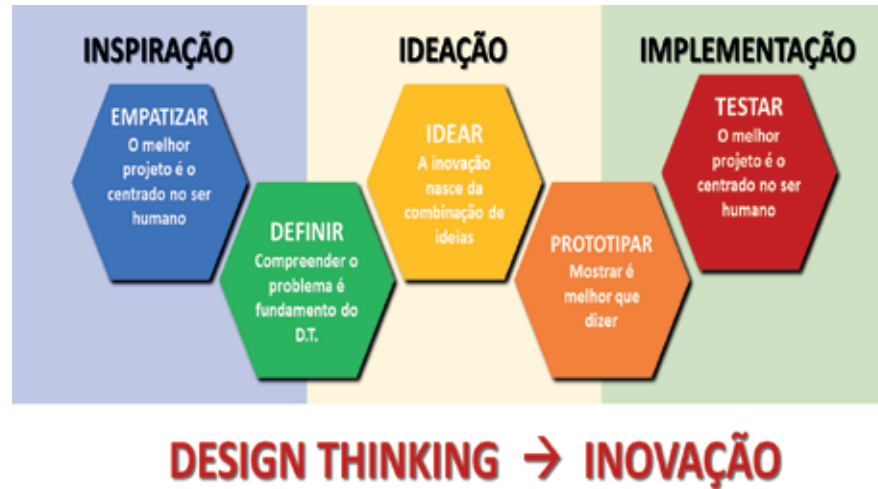 INSPIRAÇÃO
EMPATIZAR
O melhor
projeto é o
centrado no ser
humano
DEFINIR
Compreender o
problema é
fundamento do
D.T.
IDEAÇÃO
IDEAR
A inovação
nasce da
combinação de
ideias
PROTOTIPAR
Mostrar é
melhor que
dizer
IMPLEMENTAÇÃO
TESTAR
O melhor
projeto é o
centrado no ser
humano
DESIGN THINKING → INOVAÇÃO